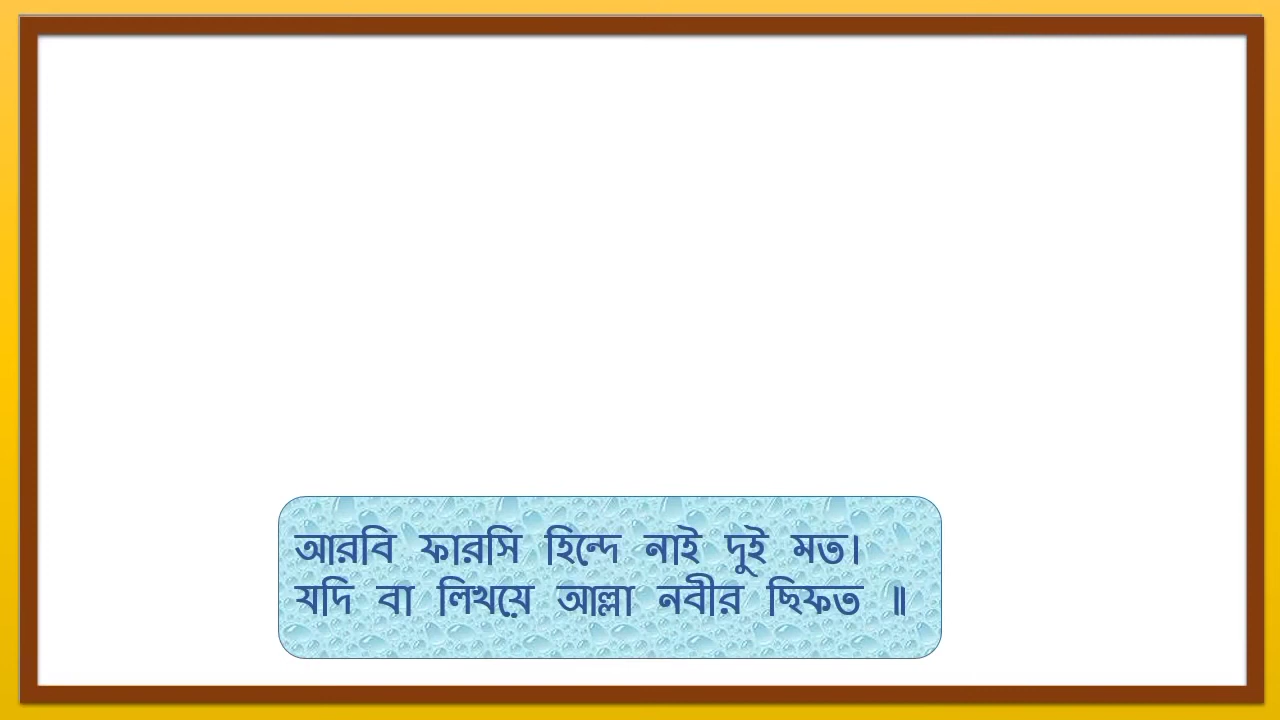 আরবি ফারসি হিন্দে নাই দুই মত।
যদি বা লিখয়ে আল্লা নবীর ছিফত ॥